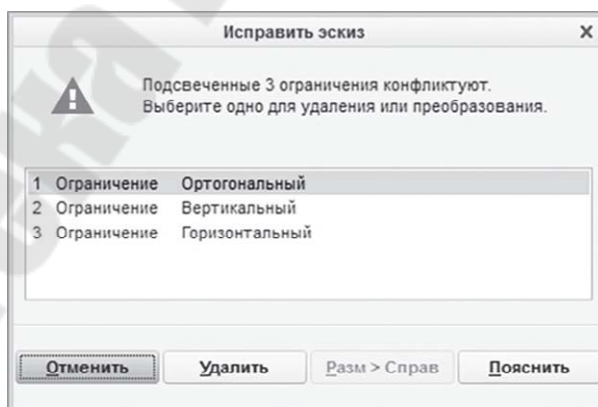 Исправить эскиз X
Подсвеченные 3 ограничения конфликтуют.
Выберите одно для удаления или преобразования.
1 Ограничение Ортогональный
2 Ограничение Вертикальный
3 Ограничение Горизонтальный
Отменить Удалить Разм > Справ Пояснить